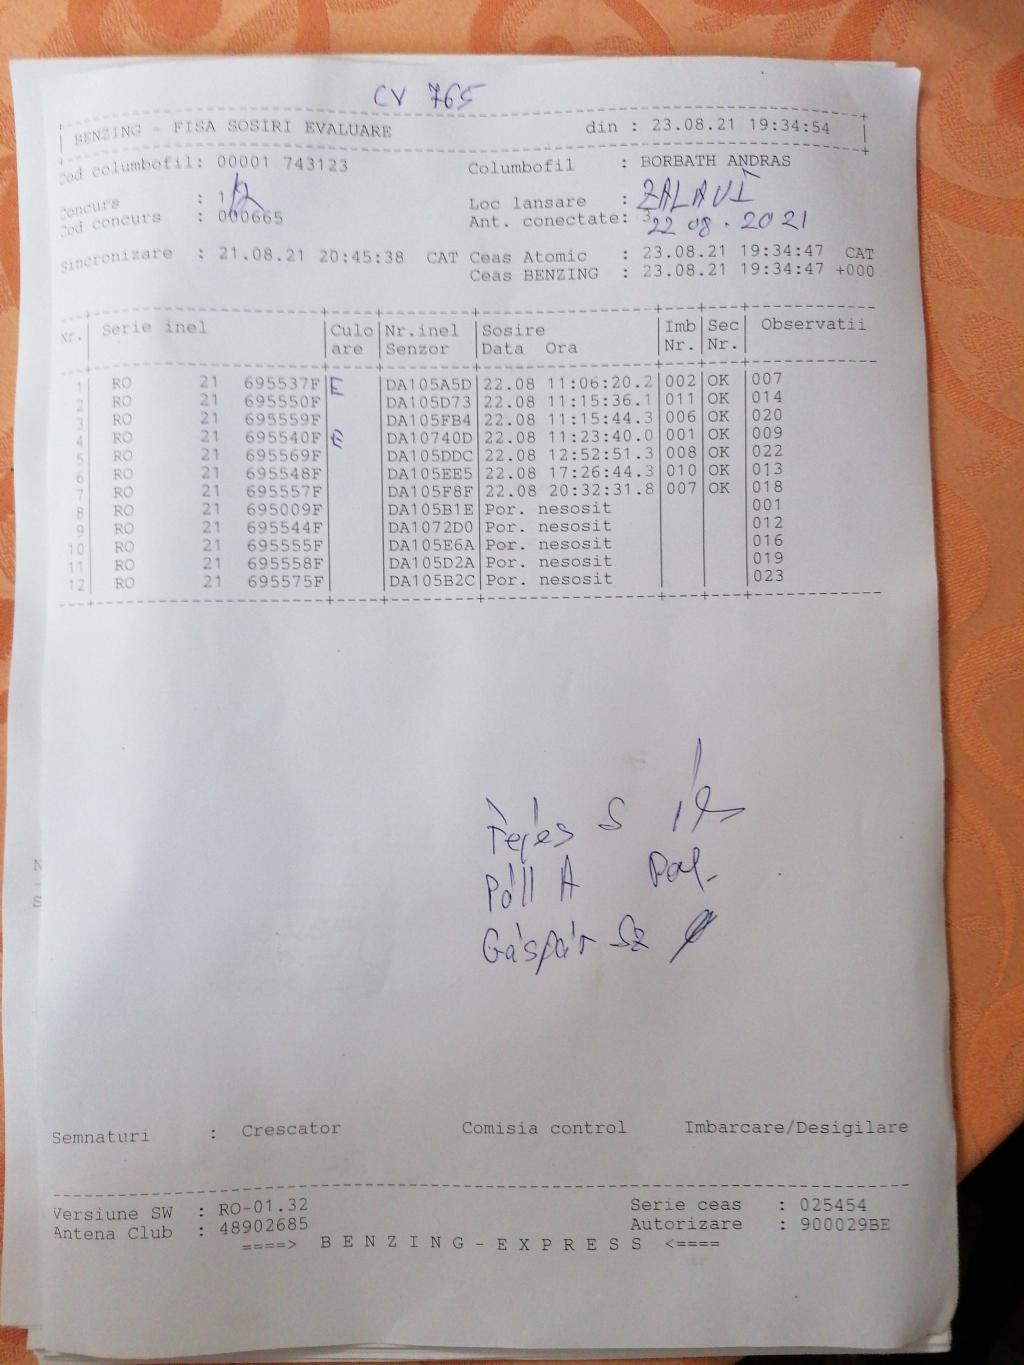 CV 765
BENZING - FISA SOSIRI EVALUARE din : 23.08.21 19:34:54
Cod columbofil: 00001 743123 Columbofil : BORBATH ANDRAS
Concurs : 1 Loc lansare :
Cod concurs : 000665 Ant. conectate: 3
22 08. 2021
Sincronizare : 21.08.21 20:45:38 CAT Ceas Atomic : 23.08.21 19:34:47 CAT
Ceas BENZING : 23.08.21 19:34:47 +000
Nr. Serie inel Culo Nr.inel Sosire Imb Sec Observatii
are Senzor Data Ora Nr. Nr.
1 RO 21 695537F E DA105A5D 22.08 11:06:20.2 002 OK 007
2 RO 21 695550F DA105D73 22.08 11:15:36.1 011 OK 014
3 RO 21 695559F DA105FB4 22.08 11:15:44.3 006 OK 020
4 RO 21 695540F E DA10740D 22.08 11:23:40.0 001 OK 009
5 RO 21 695569F DA105DDC 22.08 12:52:51.3 008 OK 022
6 RO 21 695548F DA105EE5 22.08 17:26:44.3 010 OK 013
7 RO 21 695557F DA105F8F 22.08 20:32:31.8 007 OK 018
8 RO 21 695009F DA105B1E Por. nesosit 001
9 RO 21 695544F DA1072D0 Por. nesosit 012
10 RO 21 695555F DA105E6A Por. nesosit 016
11 RO 21 695558F DA105D2A Por. nesosit 019
12 RO 21 695575F DA105B2C Por. nesosit 023
S
Páll A Pal.
Gáspár Sz
Semnaturi : Crescator Comisia control Imbarcare/Desigilare
Versiune SW : RO-01.32 Serie ceas : 025454
Antena Club : 48902685 Autorizare : 900029BE
====> B E N Z I N G - E X P R E S S <====